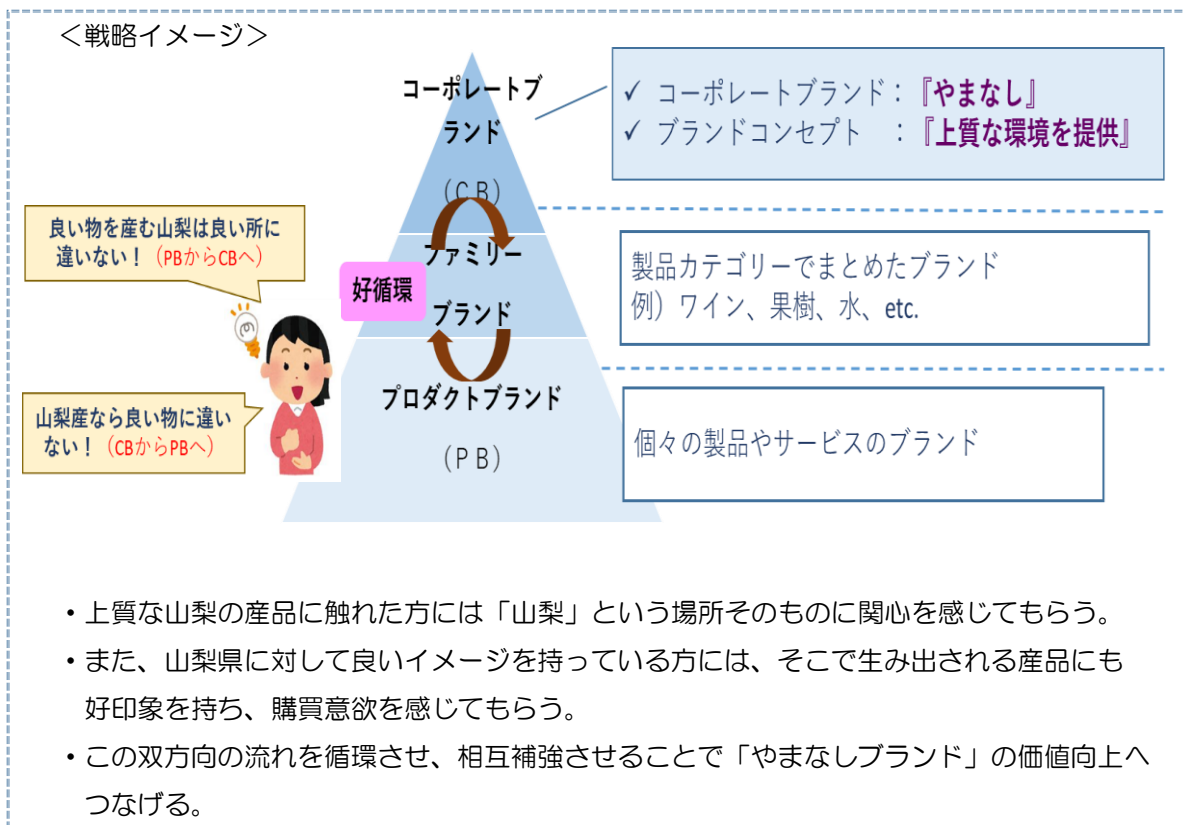 ＜戦略イメージ＞
コーポレートブ
ランド
（ＣＢ）
✓ コーポレートブランド：『やまなし』
✓ ブランドコンセプト ：『上質な環境を提供』
良い物を産む山梨は良い所に
違いない！（PBからCBへ）
好循環
ファミリー
ブランド
製品カテゴリーでまとめたブランド
例）ワイン、果樹、水、etc.
山梨産なら良い物に違い
ない！（CBからPBへ）
プロダクトブランド
（ＰＢ）
個々の製品やサービスのブランド
・上質な山梨の産品に触れた方には「山梨」という場所そのものに関心を感じてもらう。
・また、山梨県に対して良いイメージを持っている方には、そこで生み出される産品にも
好印象を持ち、購買意欲を感じてもらう。
・この双方向の流れを循環させ、相互補強させることで「やまなしブランド」の価値向上へ
つなげる。